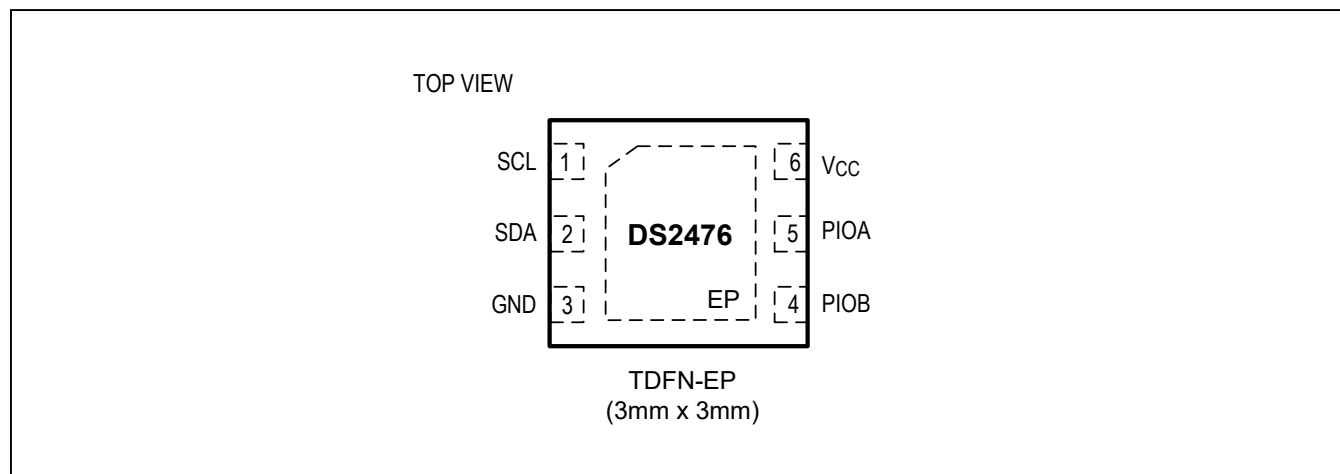 TOP VIEW
SCL 1 6 VCC
SDA 2 DS2476 5 PIOA
GND 3 EP 4 PIOB
TDFN-EP
(3mm x 3mm)